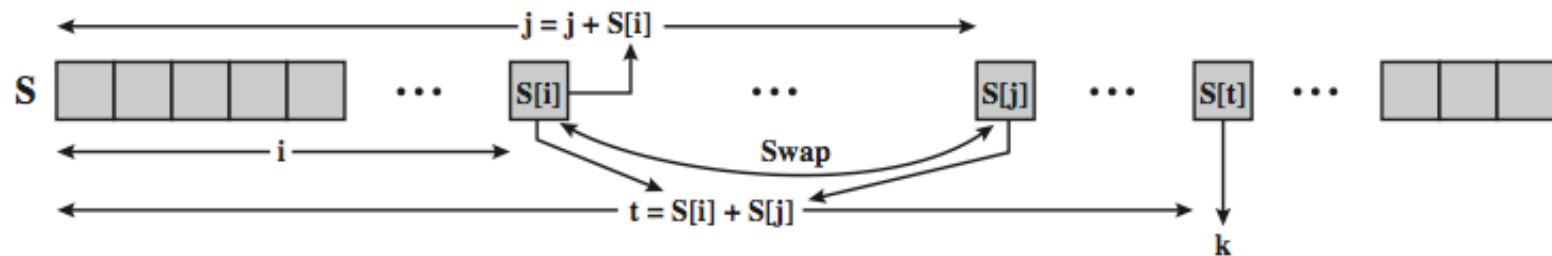 j = j + S[i]
S ... S[i] ... S[j] ... S[t] ...
i Swap
t = S[i] + S[j]
k